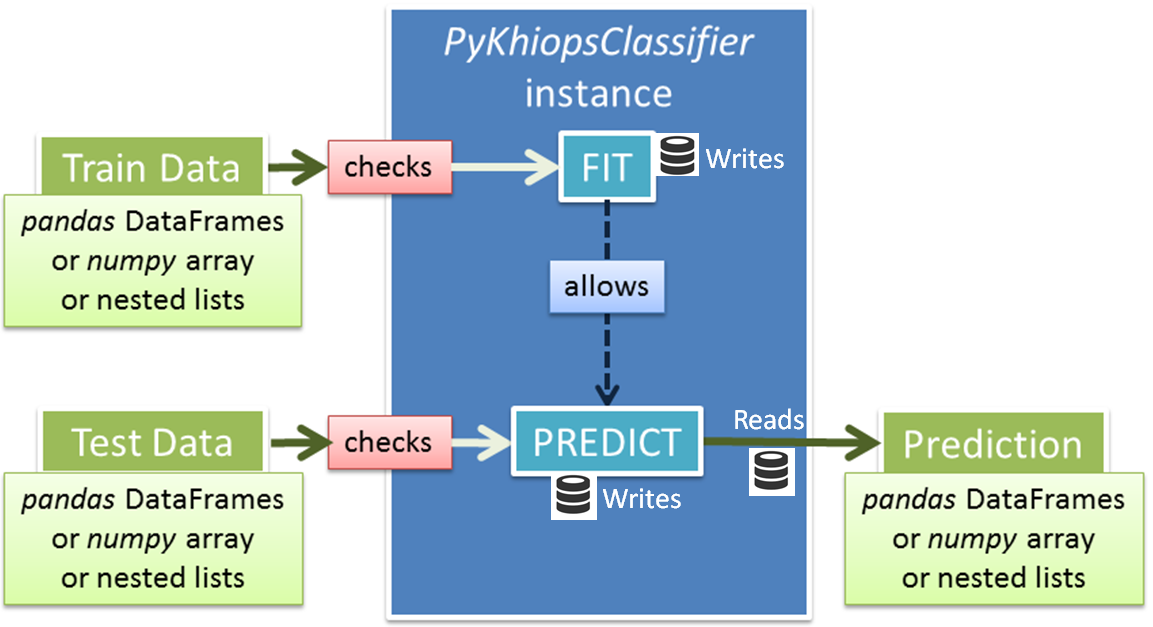 PyKhiopsClassifier
instance
Train Data
checks
FIT
Writes
pandas DataFrames
or numpy array
or nested lists
allows
Test Data
checks
PREDICT
Reads
Prediction
Writes
pandas DataFrames
or numpy array
or nested lists
pandas DataFrames
or numpy array
or nested lists